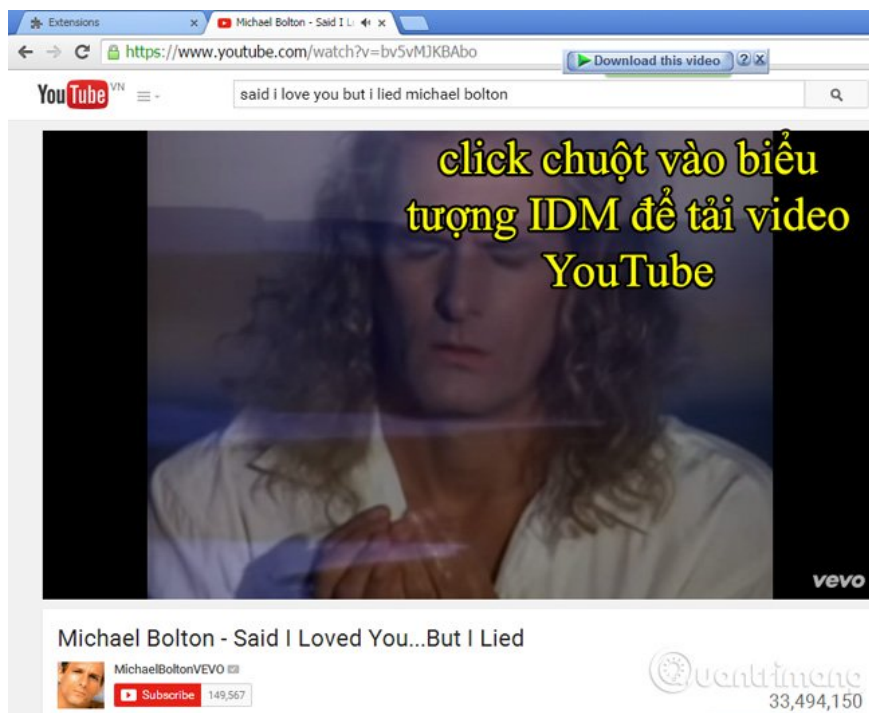 Extensions
Michael Bolton - Said I L
https://www.youtube.com/watch?v=bv5vMJKBAbo
Download this video
?
X
YouTube VN
said i love you but i lied michael bolton
click chuột vào biểu
tượng IDM để tải video
YouTube
vevo
Michael Bolton - Said I Loved You...But I Lied
MichaelBoltonVEVO
Subscribe 149,567
Quantrimang
33,494,150